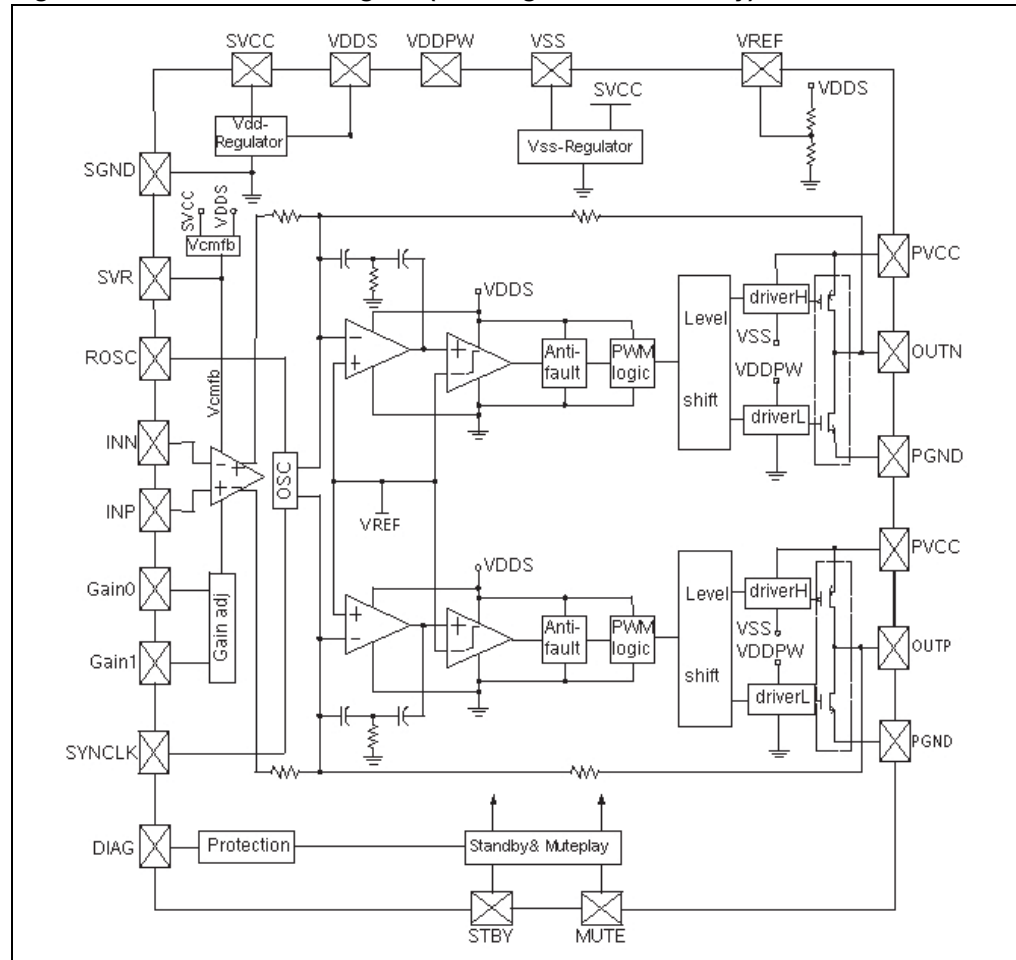 SVCC VDDS VDDPW VSS VREF
SVCC
VDDS
Vdd-
Regulator
Vss-Regulator
SGND
SVCC
VDDS
Vcmfb
SVR
PVCC
VDDS
driverH
Level
ROSC
Anti-
fault
PWM
logic
VSS
OUTN
VDDPW
Vcmfb
shift
driverL
INN
PGND
OSC
INP
VREF
PVCC
VDDS
Gain0
Level
driverH
Gain adj
Anti-
fault
PWM
logic
VSS
OUTP
VDDPW
Gain1
shift
driverL
SYNCLK
PGND
DIAG
Protection
Standby& Muteplay
STBY MUTE